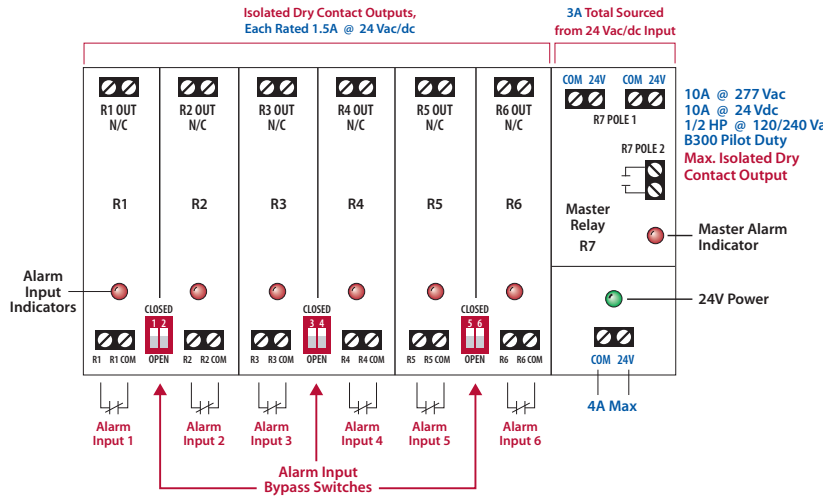 Isolated Dry Contact Outputs,
Each Rated 1.5A @ 24 Vac/dc
3A Total Sourced
from 24 Vac/dc Input
R1 OUT
N/C
R2 OUT
N/C
R3 OUT
N/C
R4 OUT
N/C
R5 OUT
N/C
R6 OUT
N/C
COM 24V
COM 24V
R7 POLE 1
10A @ 277 Vac
10A @ 24 Vdc
1/2 HP @ 120/240 Va
B300 Pilot Duty
Max. Isolated Dry
Contact Output
R7 POLE 2
R1
R2
R3
R4
R5
R6
Master
Relay
R7
Master Alarm
Indicator
Alarm
Input
Indicators
24V Power
CLOSED
1 2
OPEN
CLOSED
3 4
OPEN
CLOSED
5 6
OPEN
R1 R1 COM
R2 R2 COM
R3 R3 COM
R4 R4 COM
R5 R5 COM
R6 R6 COM
COM 24V
4A Max
Alarm
Input 1
Alarm
Input 2
Alarm
Input 3
Alarm
Input 4
Alarm
Input 5
Alarm
Input 6
Alarm Input
Bypass Switches